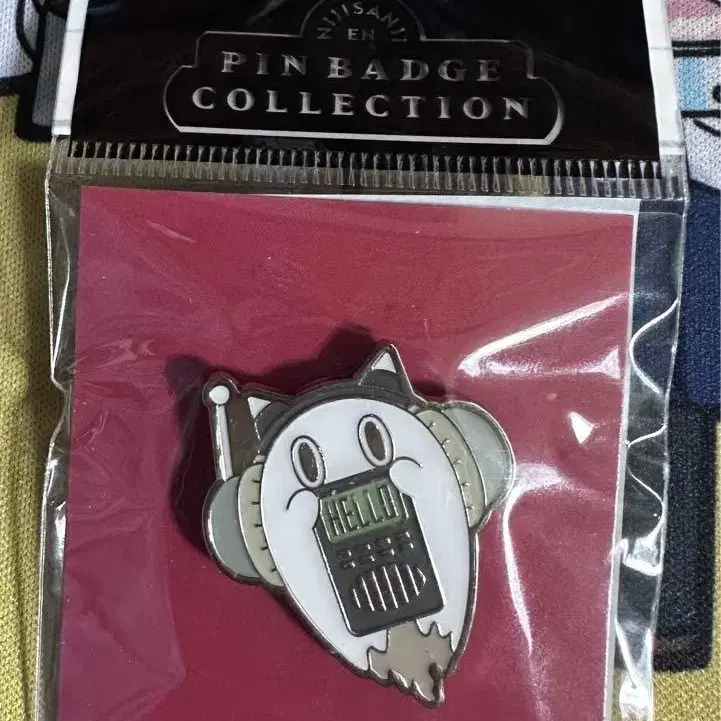 NIJISANJI
EN
PIN BADGE
COLLECTION
HELLO